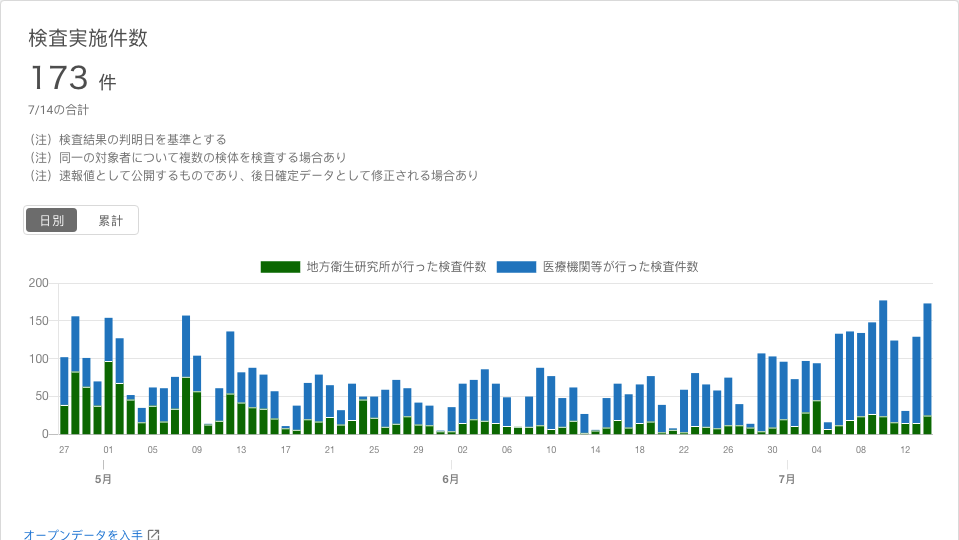 検査実施件数
173 件
7/14の合計
（注）検査結果の判明日を基準とする
（注）同一の対象者について複数の検体を検査する場合あり
（注）速報値として公開するものであり、後日確定データとして修正される場合あり
日別 累計
地方衛生研究所が行った検査件数 医療機関等が行った検査件数
200
150
100
50
0
27 01 05 09 13 17 21 25 29 02 06 10 14 18 22 26 30 04 08 12
5月 6月 7月
オープンデータを入手